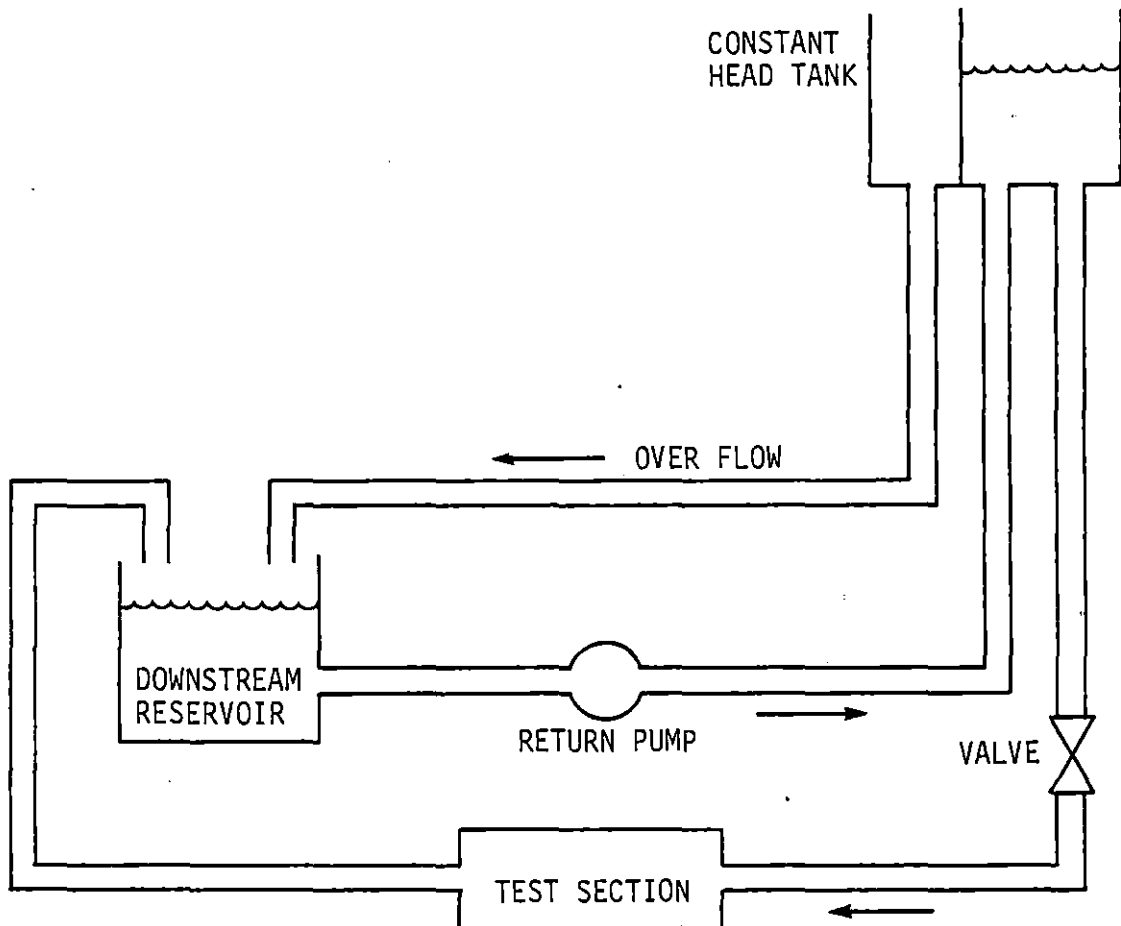 CONSTANT
HEAD TANK
OVER FLOW
DOWNSTREAM
RESERVOIR
RETURN PUMP
VALVE
TEST SECTION